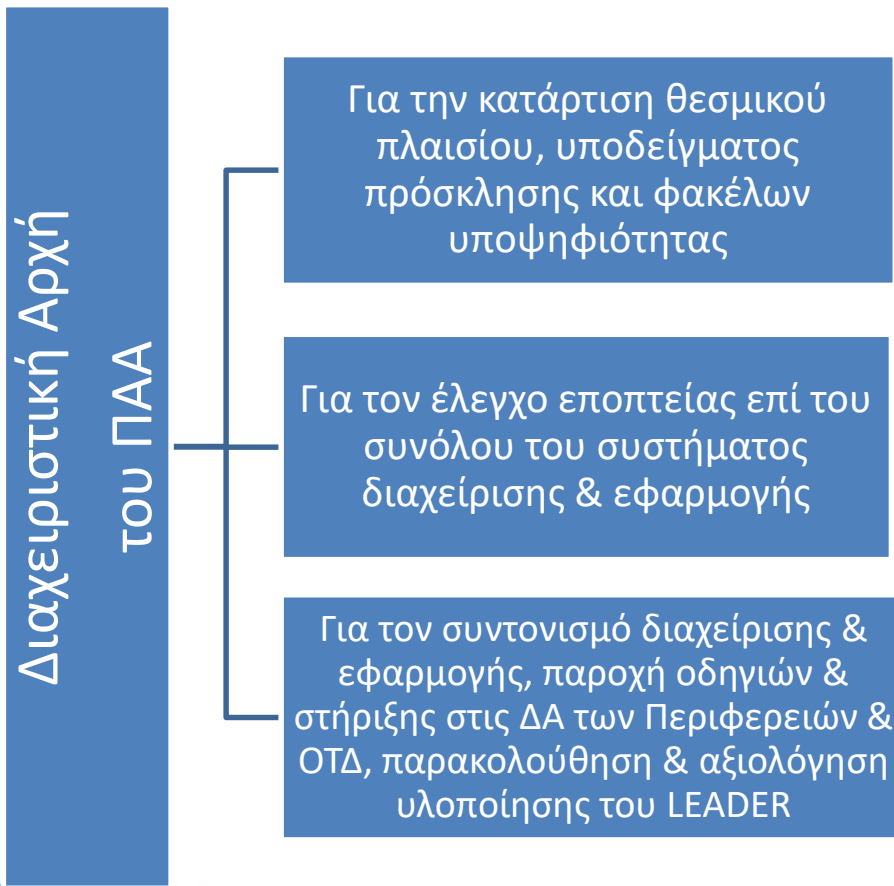 Διαχειριστική Αρχή
του ΠΑΑ
Για την κατάρτιση θεσμικού
πλαισίου, υποδείγματος
πρόσκλησης και φακέλων
υποψηφιότητας
Για τον έλεγχο εποπτείας επί του
συνόλου του συστήματος
διαχείρισης & εφαρμογής
Για τον συντονισμό διαχείρισης &
εφαρμογής, παροχή οδηγιών &
στήριξης στις ΔΑ των Περιφερειών &
ΟΤΔ, παρακολούθηση & αξιολόγηση
υλοποίησης του LEADER